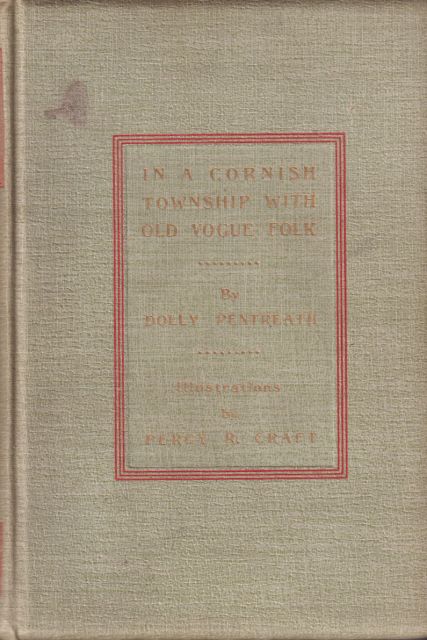 IN A CORNISH
TOWNSHIP WITH
OLD VOGUE FOLK
By
DOLLY PENTREATH
Illustrations
by
PERCY R. CRAFT